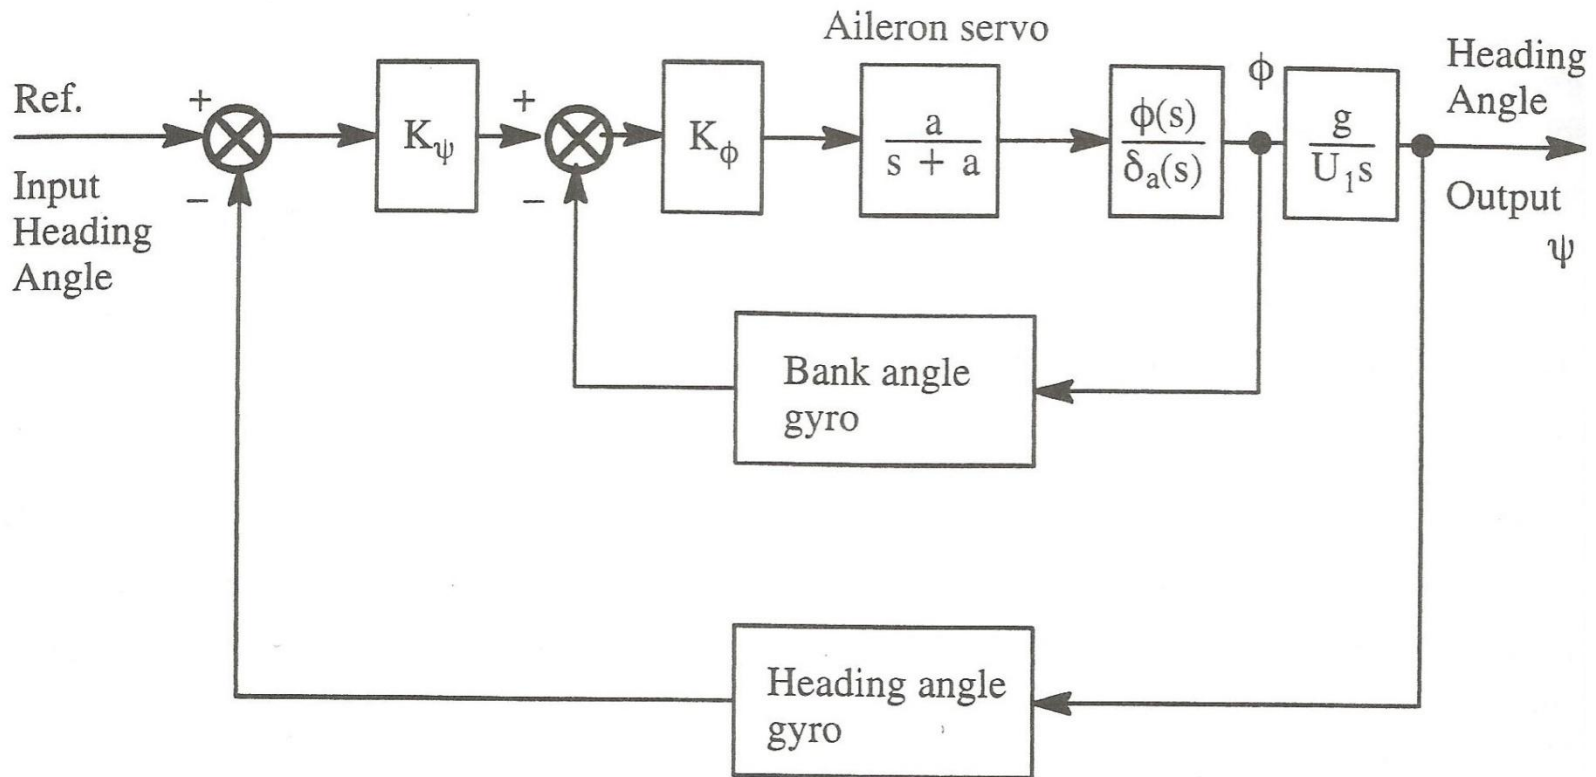 Aileron servo
Ref.
Input
Heading
Angle
+
−
K_ψ
+
−
K_ϕ
a
s + a
ϕ(s)
δ_a(s)
ϕ
g
U_1s
Heading
Angle
Output
ψ
Bank angle
gyro
Heading angle
gyro